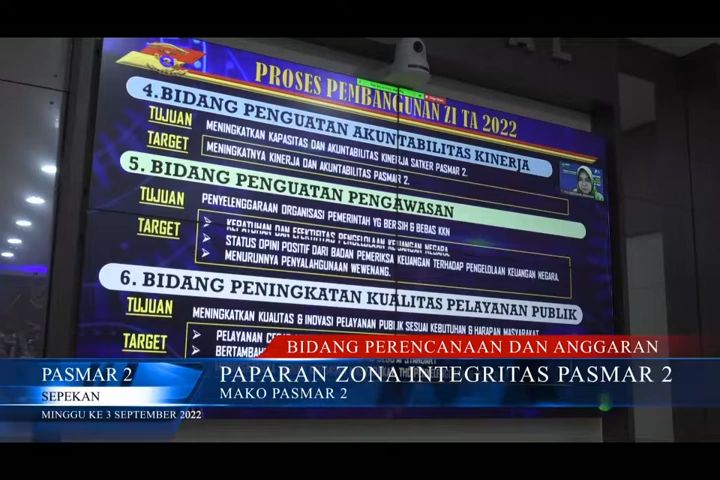 PROSES PEMBANGUNAN ZI TA 2022
4. BIDANG PENGUATAN AKUNTABILITAS KINERJA
TUJUAN
MENINGKATKAN KAPASITAS DAN AKUNTABILITAS KINERJA SATKER PASMAR 2.
TARGET
MENINGKATNYA KINERJA DAN AKUNTABILITAS PASMAR 2.
5. BIDANG PENGUATAN PENGAWASAN
TUJUAN
PENYELENGGARAAN ORGANISASI PEMERINTAH YG BERSIH & BEBAS KKN
TARGET
KEPATUHAN DAN EFEKTIFITAS PENGELOLAAN KEUANGAN NEGARA.
STATUS OPINI POSITIF DARI BADAN PEMERIKSA KEUANGAN TERHADAP PENGELOLAAN KEUANGAN NEGARA.
MENURUNNYA PENYALAHGUNAAN WEWENANG.
6. BIDANG PENINGKATAN KUALITAS PELAYANAN PUBLIK
TUJUAN
MENINGKATKAN KUALITAS & INOVASI PELAYANAN PUBLIK SESUAI KEBUTUHAN & HARAPAN MASYARAKAT
TARGET
PELAYANAN
BERTAMBAH
BIDANG PERENCANAAN DAN ANGGARAN
PASMAR 2
PAPARAN ZONA INTEGRITAS PASMAR 2
SEPEKAN
MAKO PASMAR 2
MINGGU KE 3 SEPTEMBER 2022